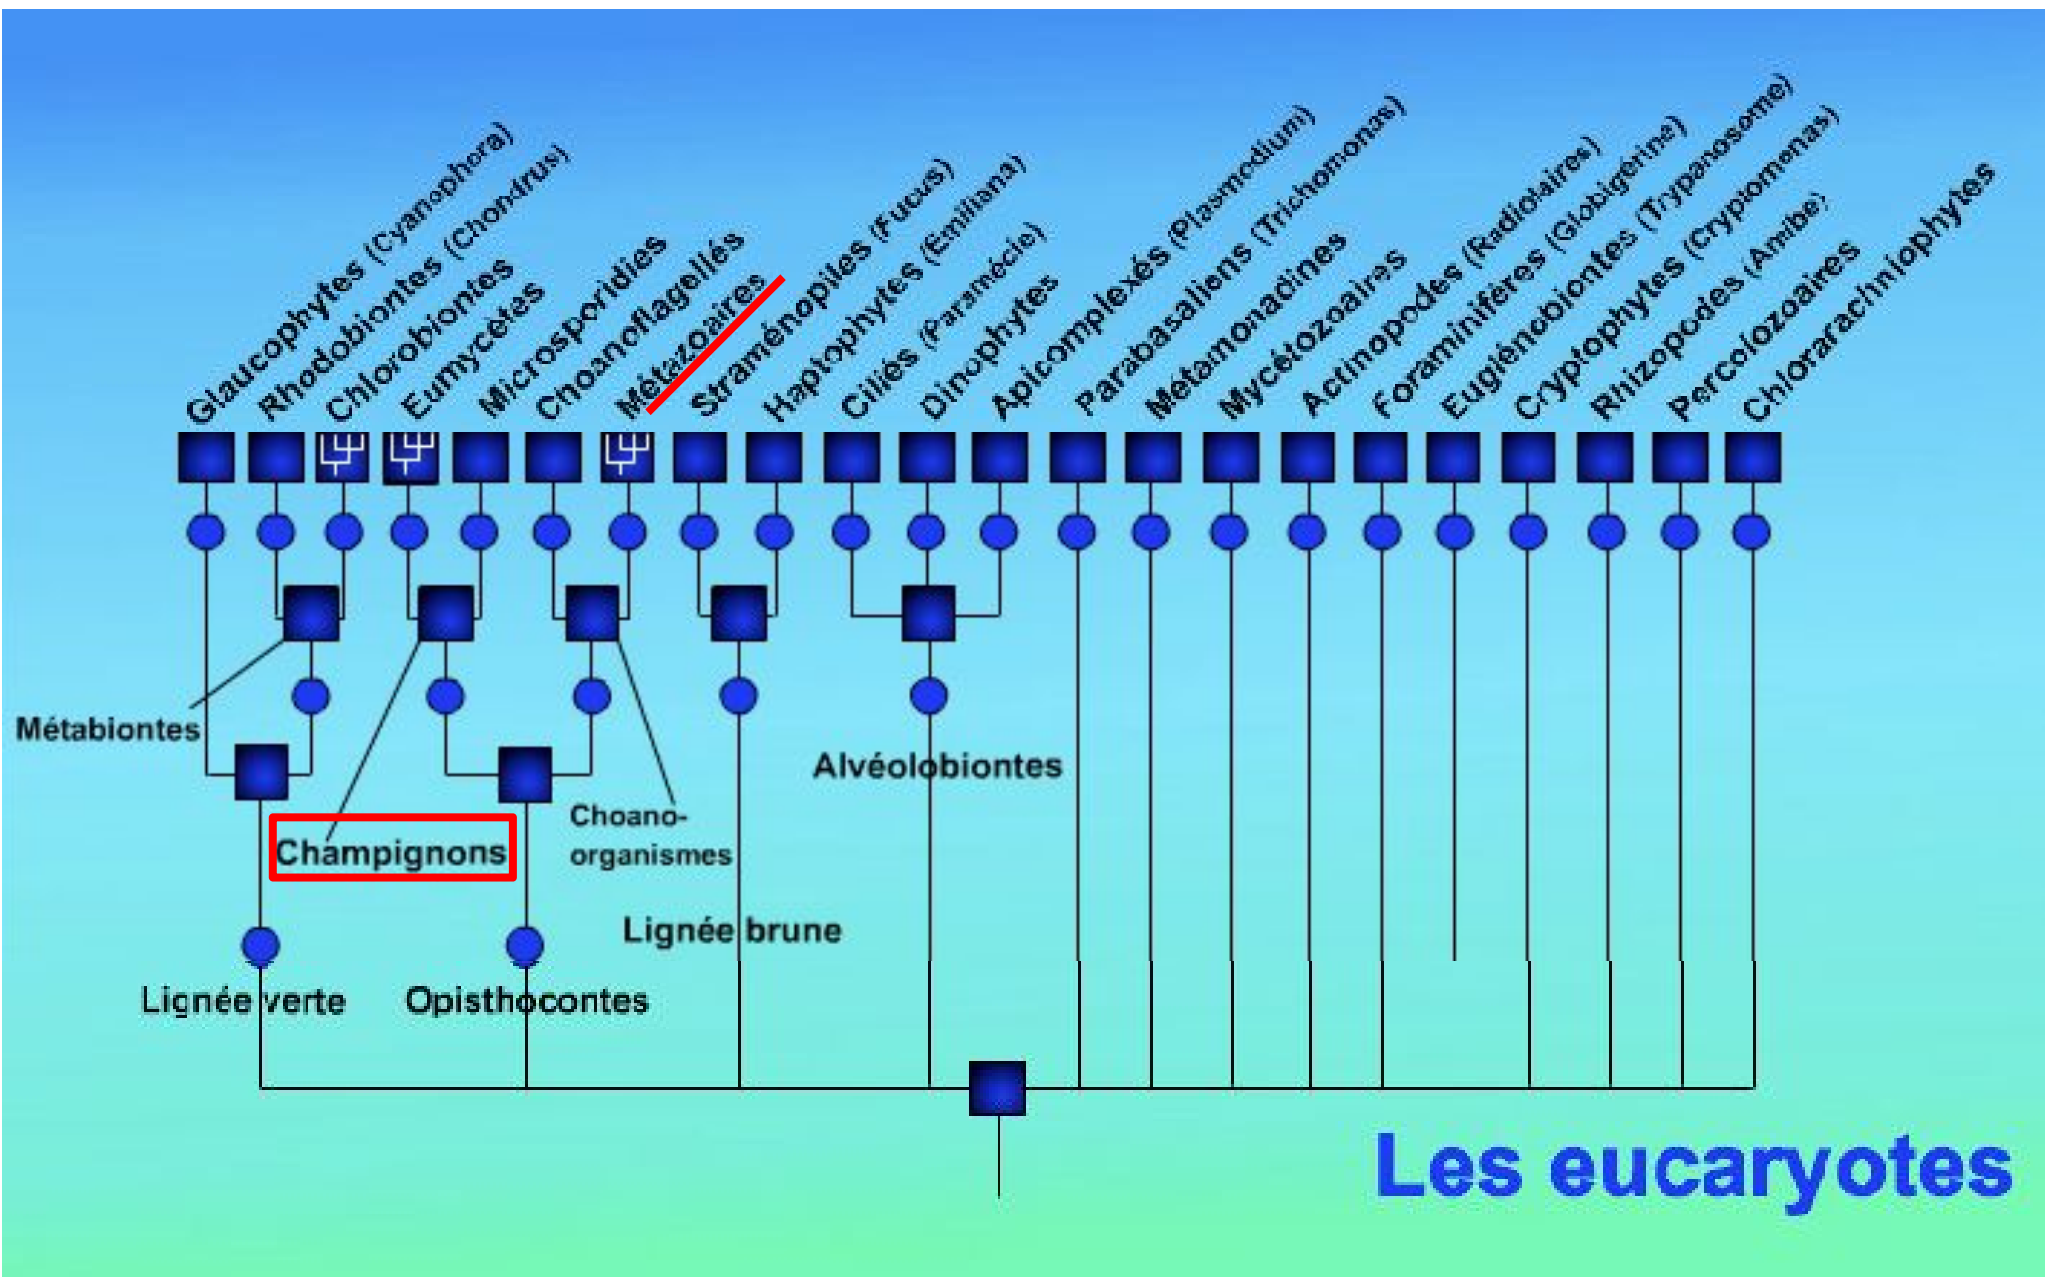 Glaucophytes (Cyanophora)
Rhodobiontes (Chondrus)
Chlorobiontes
Eumycètes
Microsporidies
Choanoflagellés
Métazoaires
Straménopiles (Fucus)
Haptophytes (Emiliana)
Ciliés (Paramécie)
Dinophytes
Apicomplexés (Plasmodium)
Parabasaliens (Trichomonas)
Métamonadines
Mycétozoaires
Actinopodes (Radiolaires)
Foraminifères (Globigérine)
Euglénobiontes (Trypanosome)
Cryptophytes (Cryptomonas)
Rhizopodes (Amibe)
Percolozoaires
Chlorarachniophytes
Métabiontes
Alvéolobiontes
Champignons
Choano-
organismes
Lignée brune
Lignée verte
Opisthocontes
Les eucaryotes